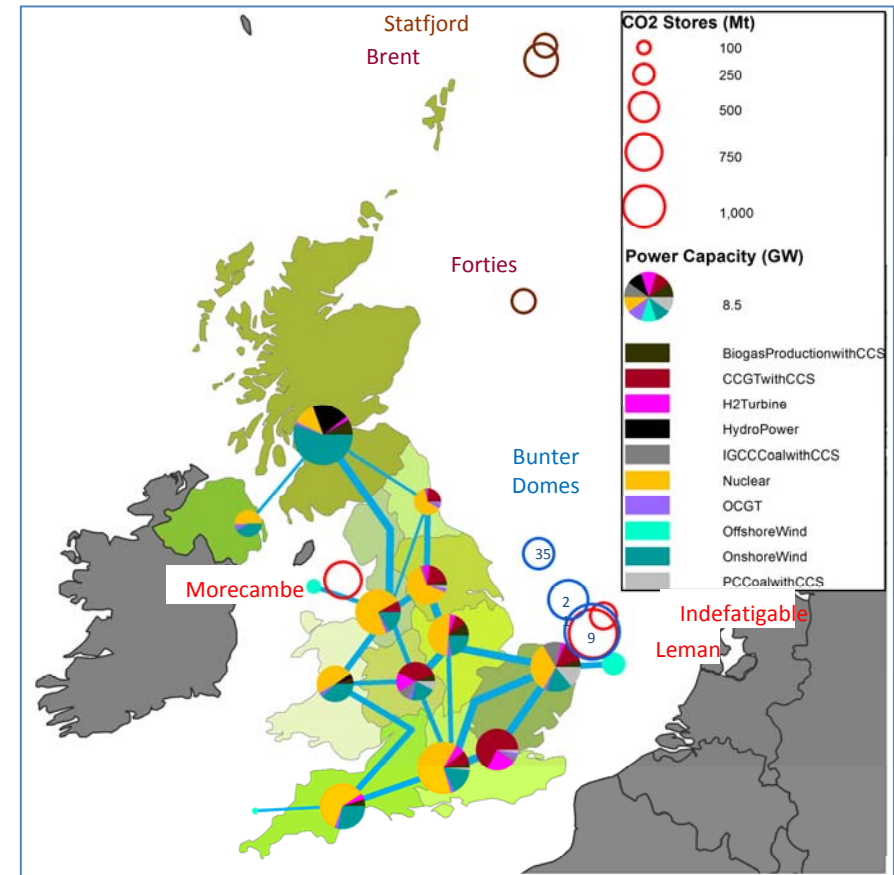 Statfjord
Brent
Forties
Bunter
Domes
35
2
9
Morecambe
Indefatigable
Leman
CO2 Stores (Mt)
100
250
500
750
1,000
Power Capacity (GW)
8.5
BiogasProductionwithCCS
CCGTwithCCS
H2Turbine
HydroPower
IGCCCoalwithCCS
Nuclear
OCGT
OffshoreWind
OnshoreWind
PCCoalwithCCS